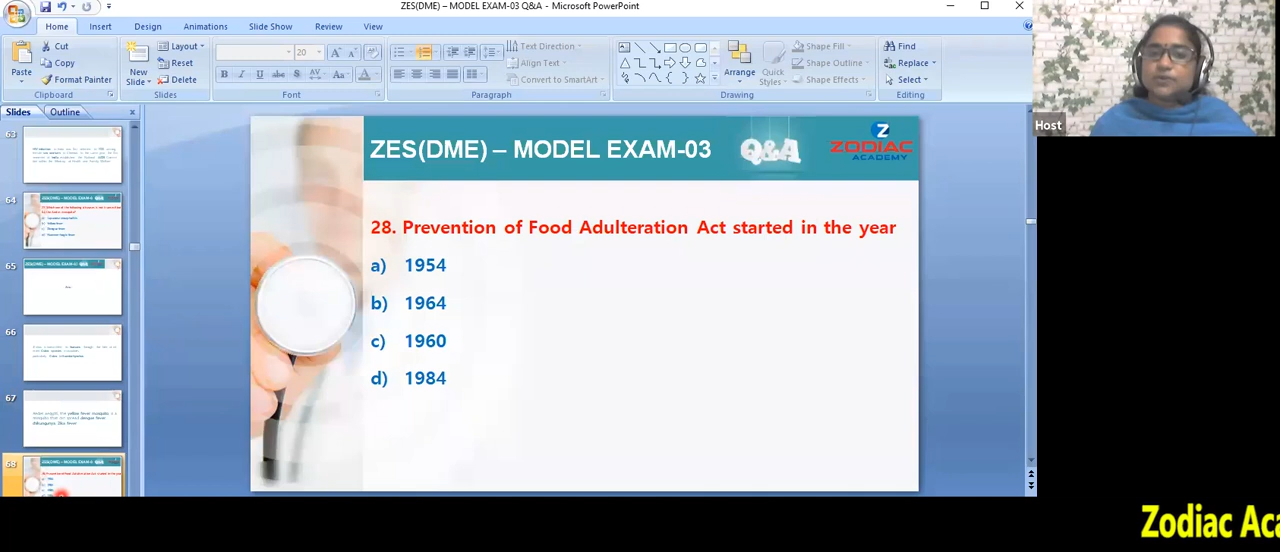 ZES(DME) – MODEL EXAM-03 Q&A - Microsoft PowerPoint
Home Insert Design Animations Slide Show Review View
Cut
Copy
Format Painter
Paste
Clipboard
New Slide
Layout
Reset
Delete
Slides
20
Font
Paragraph
Text Direction
Align Text
Convert to SmartArt
Arrange
Quick Styles
Shape Fill
Shape Outline
Shape Effects
Drawing
Find
Replace
Select
Editing
Host
Slides Outline
63
64
65
66
67
68
ZES(DME) – MODEL EXAM-03 Q&A
Z
ZODIAC
ACADEMY
28. Prevention of Food Adulteration Act started in the year
a) 1954
b) 1964
c) 1960
d) 1984
Zodiac Aca